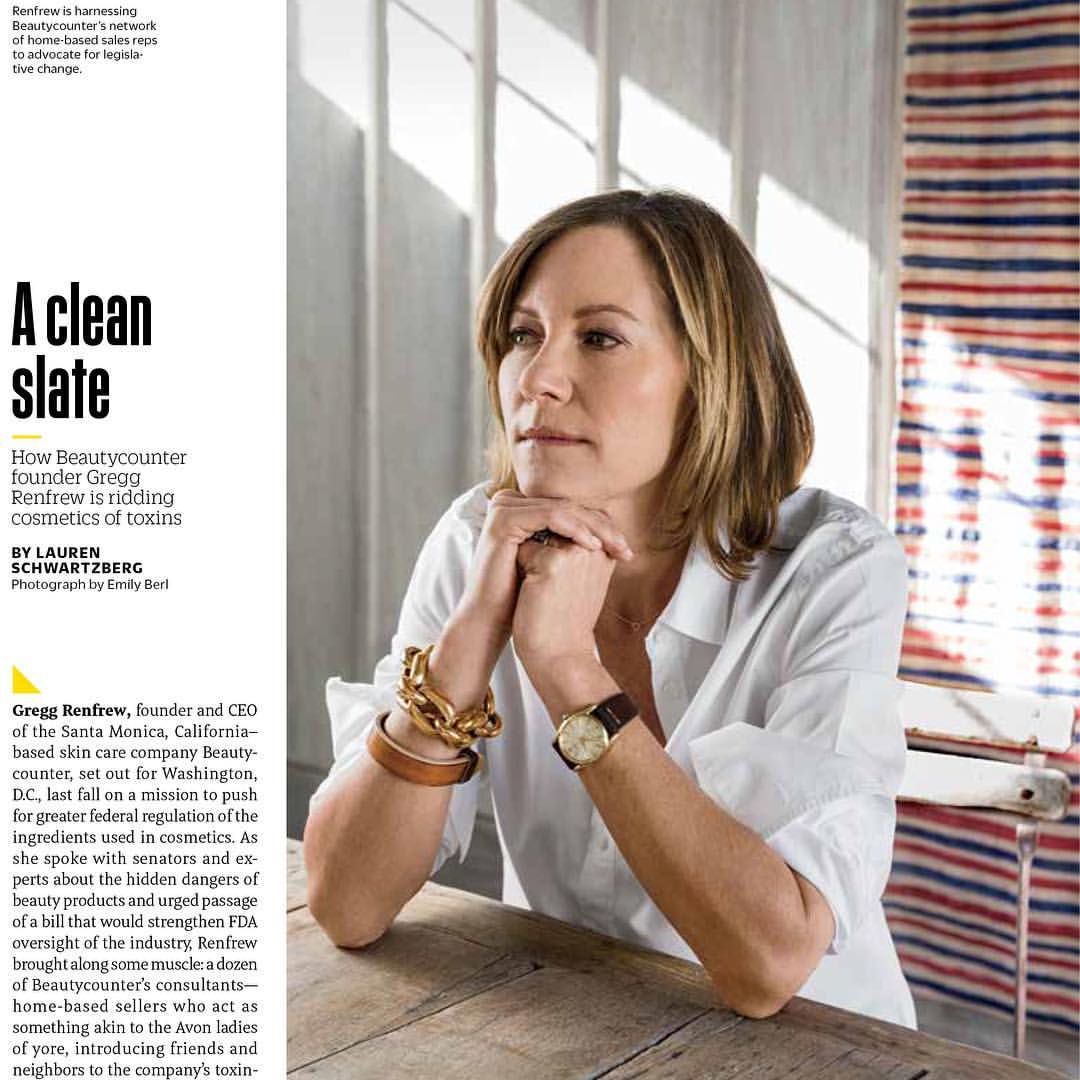 Renfrew is harnessing
Beautycounter's network
of home-based sales reps
to advocate for legisla-
tive change.
A clean
slate
How Beautycounter
founder Gregg
Renfrew is ridding
cosmetics of toxins
BY LAUREN
SCHWARTZBERG
Photograph by Emily Berl
Gregg Renfrew, founder and CEO
of the Santa Monica, California–
based skin care company Beauty-
counter, set out for Washington,
D.C., last fall on a mission to push
for greater federal regulation of the
ingredients used in cosmetics. As
she spoke with senators and ex-
perts about the hidden dangers of
beauty products and urged passage
of a bill that would strengthen FDA
oversight of the industry, Renfrew
brought along some muscle: a dozen
of Beautycounter's consultants—
home-based sellers who act as
something akin to the Avon ladies
of yore, introducing friends and
neighbors to the company's toxin-